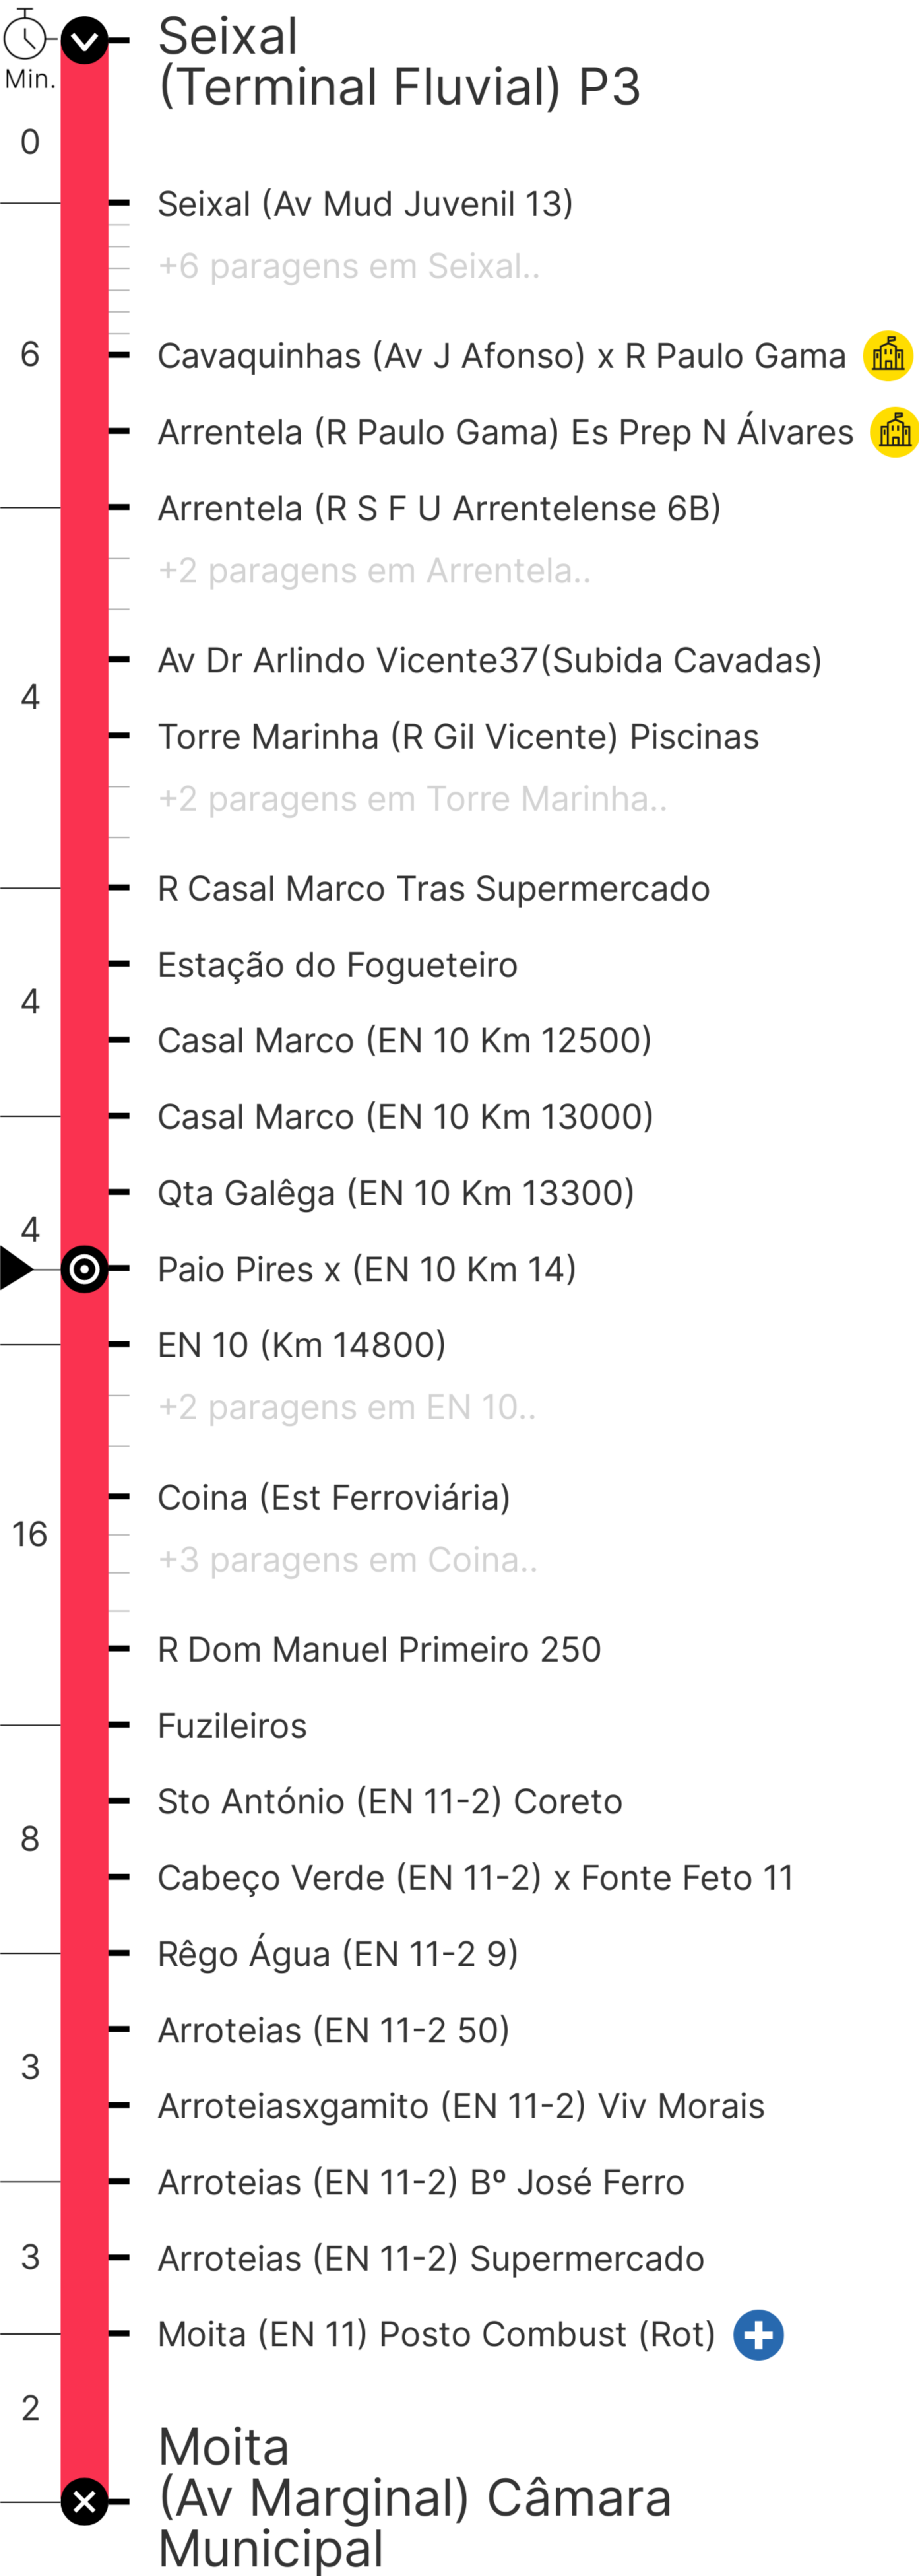 Seixal
(Terminal Fluvial) P3
Min.
0
Seixal (Av Mud Juvenil 13)
+6 paragens em Seixal..
6
Cavaquinhas (Av J Afonso) x R Paulo Gama
Arrentela (R Paulo Gama) Es Prep N Álvares
Arrentela (R S F U Arrentelense 6B)
+2 paragens em Arrentela..
Av Dr Arlindo Vicente37(Subida Cavadas)
4
Torre Marinha (R Gil Vicente) Piscinas
+2 paragens em Torre Marinha..
R Casal Marco Tras Supermercado
Estação do Fogueteiro
4
Casal Marco (EN 10 Km 12500)
Casal Marco (EN 10 Km 13000)
Qta Galêga (EN 10 Km 13300)
4
Paio Pires x (EN 10 Km 14)
EN 10 (Km 14800)
+2 paragens em EN 10..
Coina (Est Ferroviária)
16
+3 paragens em Coina..
R Dom Manuel Primeiro 250
Fuzileiros
Sto António (EN 11-2) Coreto
8
Cabeço Verde (EN 11-2) x Fonte Feto 11
Rêgo Água (EN 11-2 9)
Arroteias (EN 11-2 50)
3
Arroteiasxgamito (EN 11-2) Viv Morais
Arroteias (EN 11-2) Bº José Ferro
3
Arroteias (EN 11-2) Supermercado
Moita (EN 11) Posto Combust (Rot)
2
Moita
(Av Marginal) Câmara
Municipal